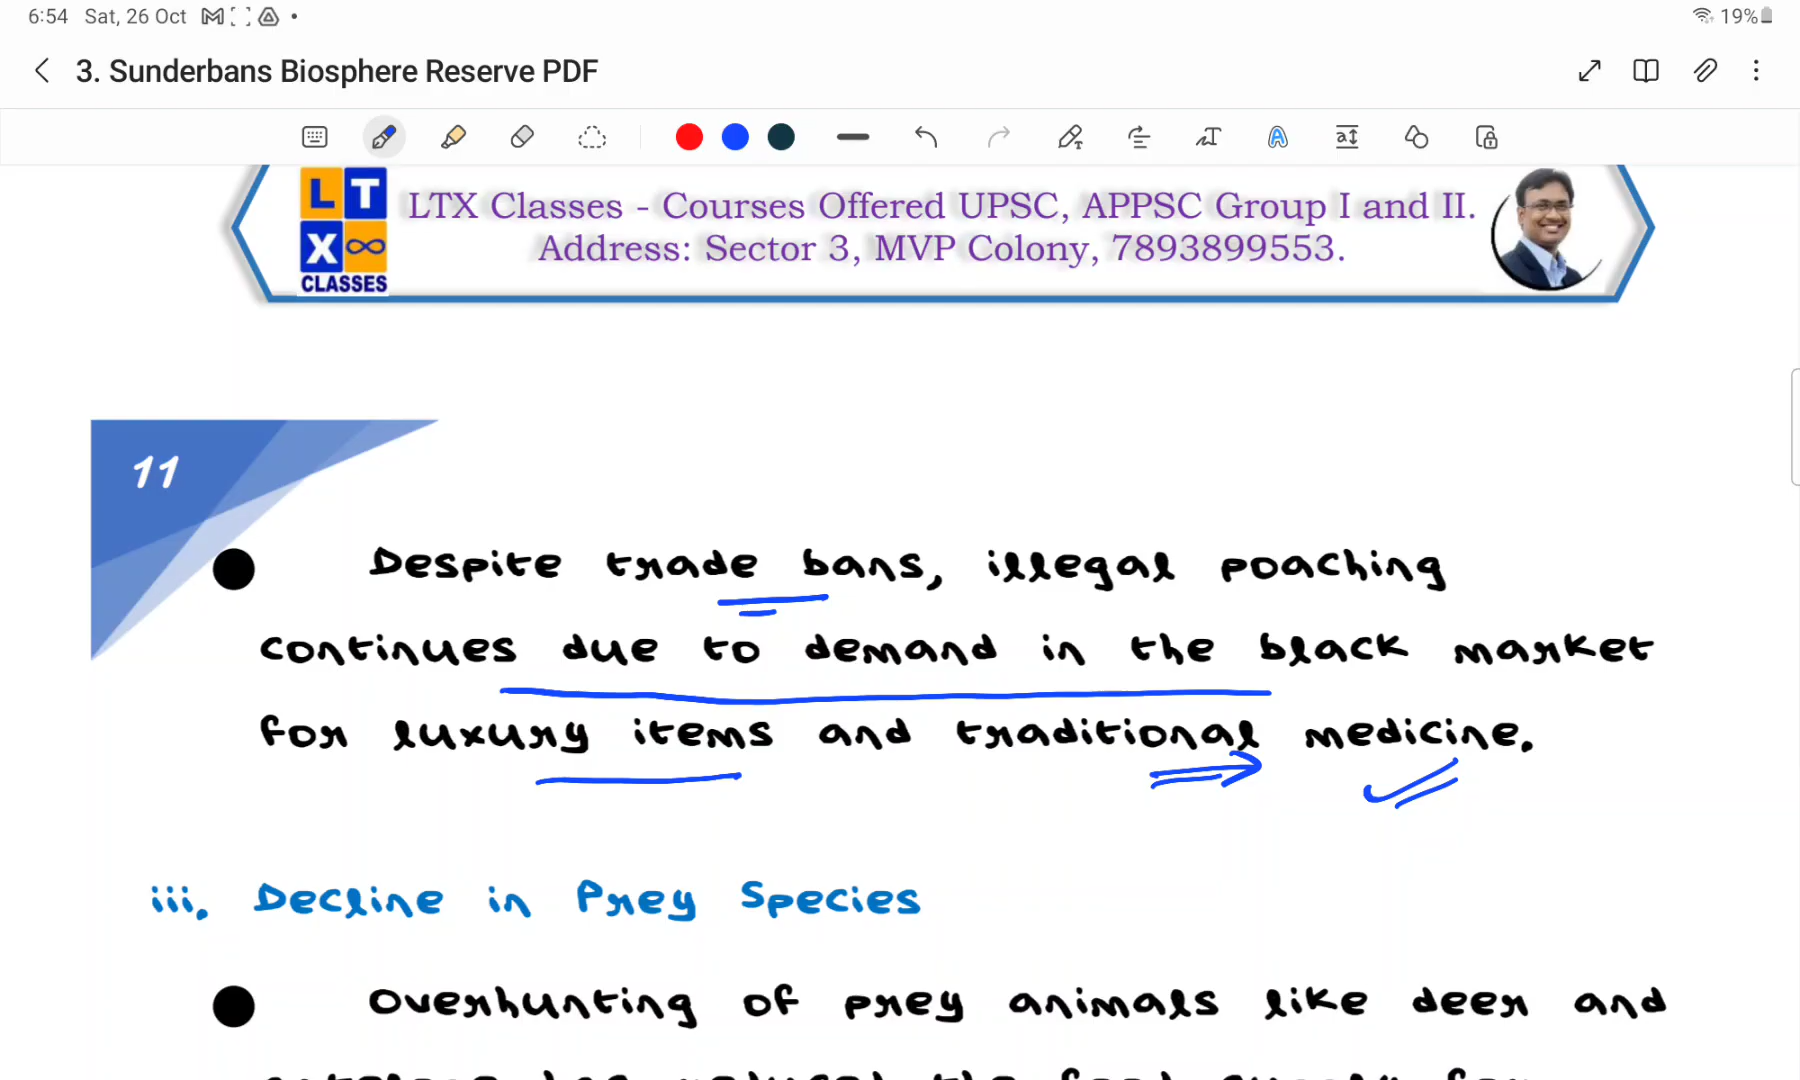 6:54 Sat, 26 Oct
19%
3. Sunderbans Biosphere Reserve PDF
L T
X ∞
CLASSES
LTX Classes - Courses Offered UPSC, APPSC Group I and II.
Address: Sector 3, MVP Colony, 7893899553.
11
Despite trade bans, illegal poaching
continues due to demand in the black market
for luxury items and traditional medicine.
iii. Decline in Prey Species
Overhunting of prey animals like deer and